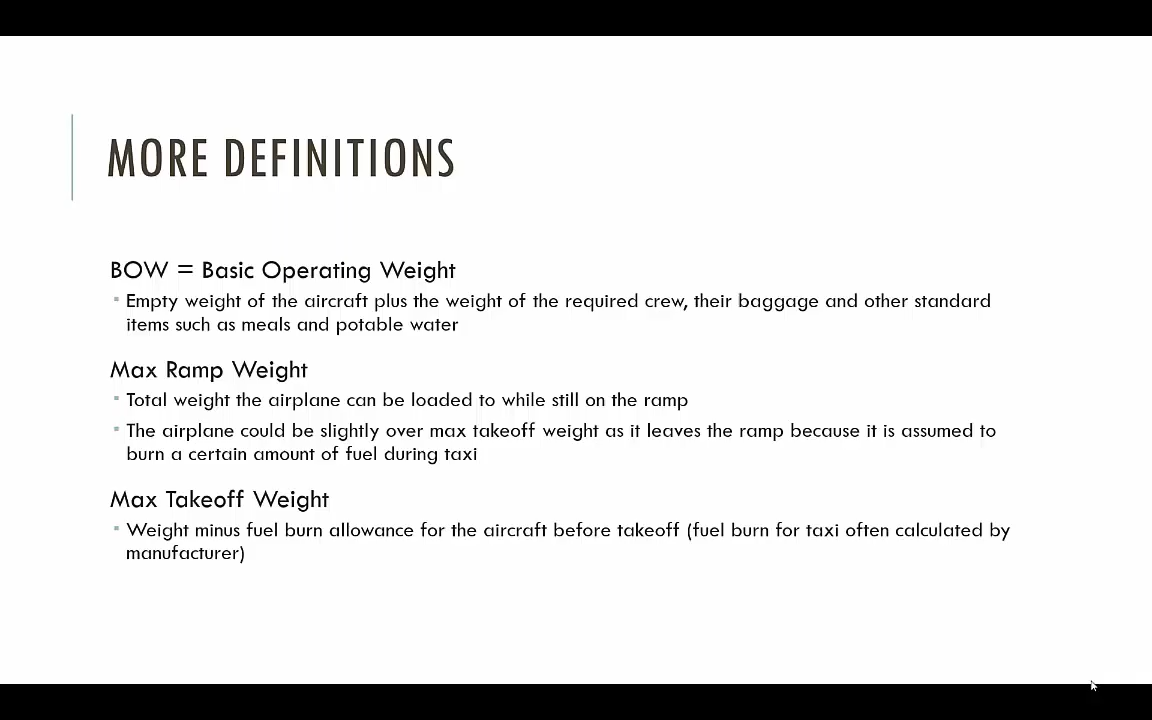 MORE DEFINITIONS
BOW = Basic Operating Weight
▪ Empty weight of the aircraft plus the weight of the required crew, their baggage and other standard
items such as meals and potable water
Max Ramp Weight
▪ Total weight the airplane can be loaded to while still on the ramp
▪ The airplane could be slightly over max takeoff weight as it leaves the ramp because it is assumed to
burn a certain amount of fuel during taxi
Max Takeoff Weight
▪ Weight minus fuel burn allowance for the aircraft before takeoff (fuel burn for taxi often calculated by
manufacturer)